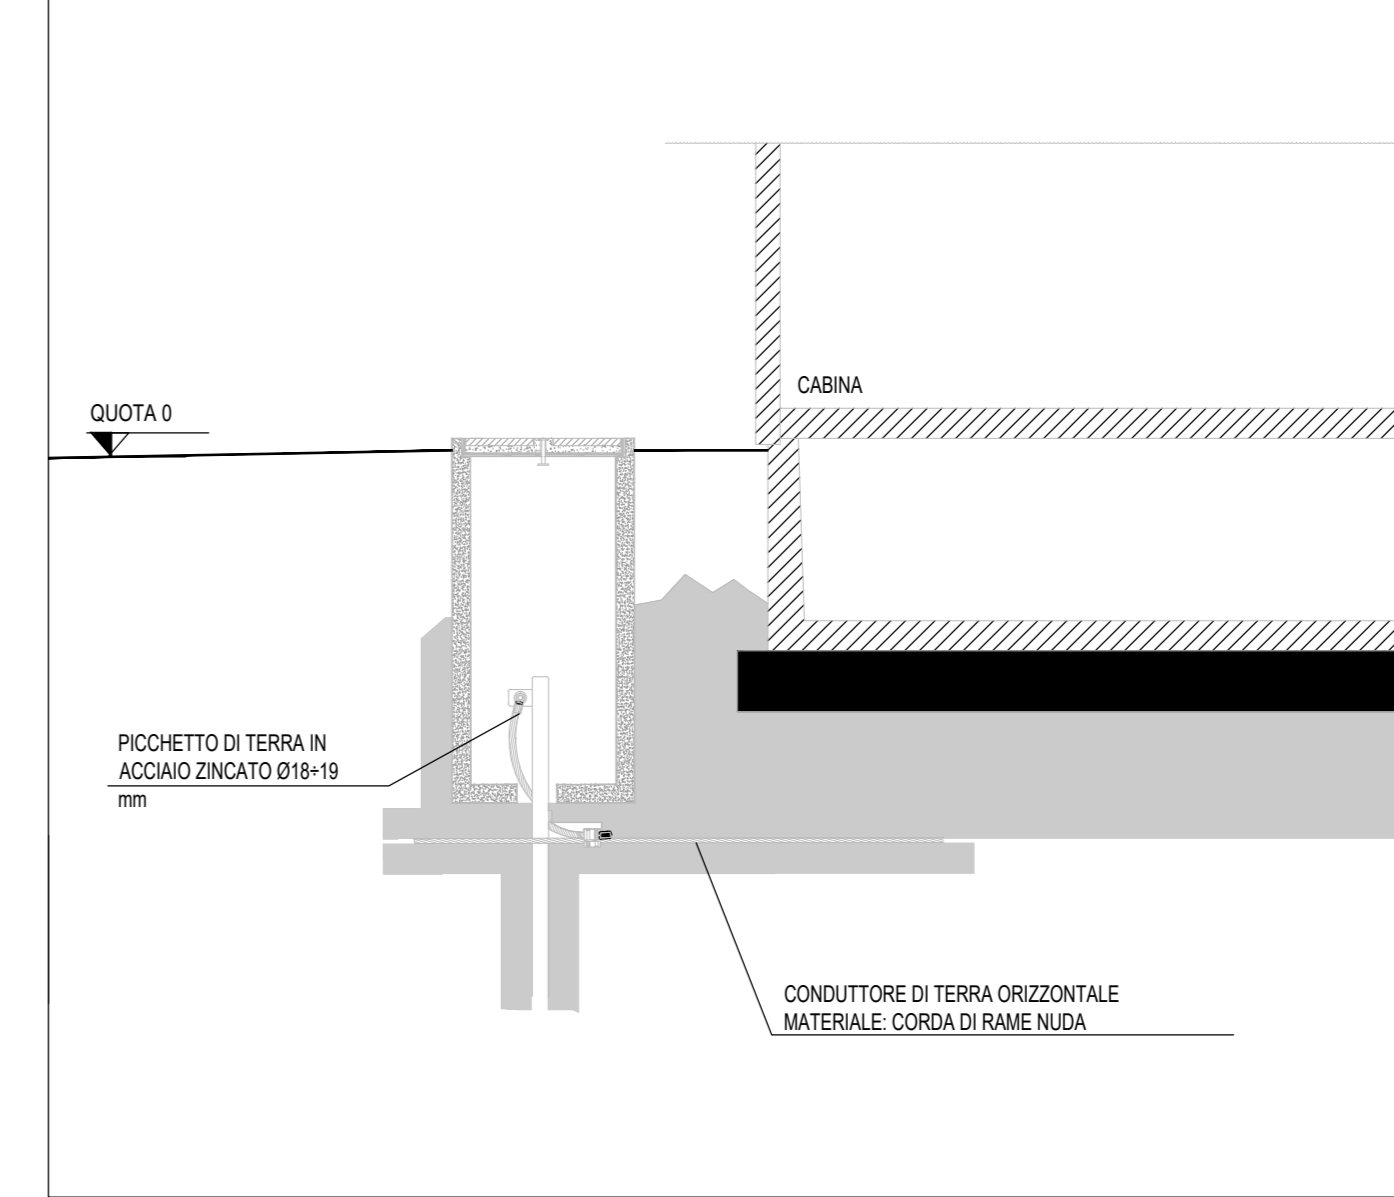 CABINA
QUOTA 0
PICCHETTO DI TERRA IN
ACCIAIO ZINCATO Ø18÷19
mm
CONDUTTORE DI TERRA ORIZZONTALE
MATERIALE: CORDA DI RAME NUDA